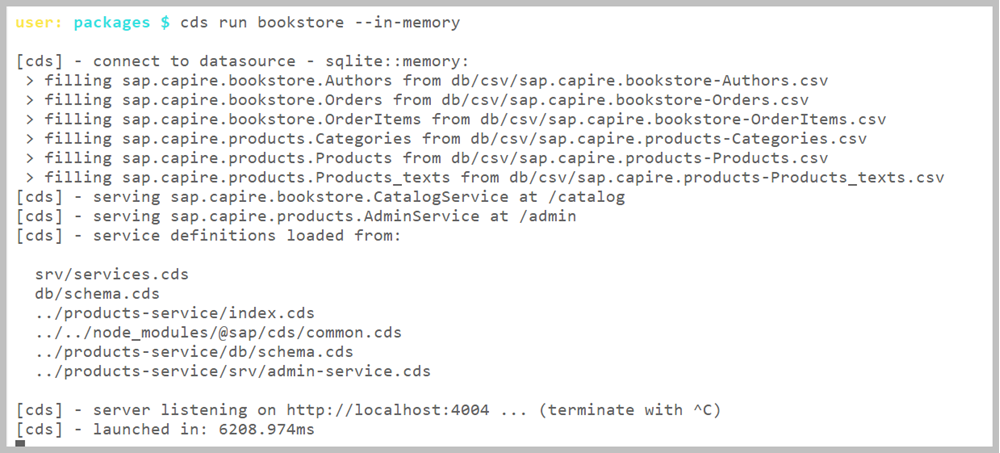 user: packages $ cds run bookstore --in-memory
[cds] - connect to datasource - sqlite::memory:
> filling sap.capire.bookstore.Authors from db/csv/sap.capire.bookstore-Authors.csv
> filling sap.capire.bookstore.Orders from db/csv/sap.capire.bookstore-Orders.csv
> filling sap.capire.bookstore.OrderItems from db/csv/sap.capire.bookstore-OrderItems.csv
> filling sap.capire.products.Categories from db/csv/sap.capire.products-Categories.csv
> filling sap.capire.products.Products from db/csv/sap.capire.products-Products.csv
> filling sap.capire.products.Products_texts from db/csv/sap.capire.products-Products_texts.csv
[cds] - serving sap.capire.bookstore.CatalogService at /catalog
[cds] - serving sap.capire.products.AdminService at /admin
[cds] - service definitions loaded from:
srv/services.cds
db/schema.cds
../products-service/index.cds
../../node_modules/@sap/cds/common.cds
../products-service/db/schema.cds
../products-service/srv/admin-service.cds
[cds] - server listening on http://localhost:4004 ... (terminate with ^C)
[cds] - launched in: 6208.974ms